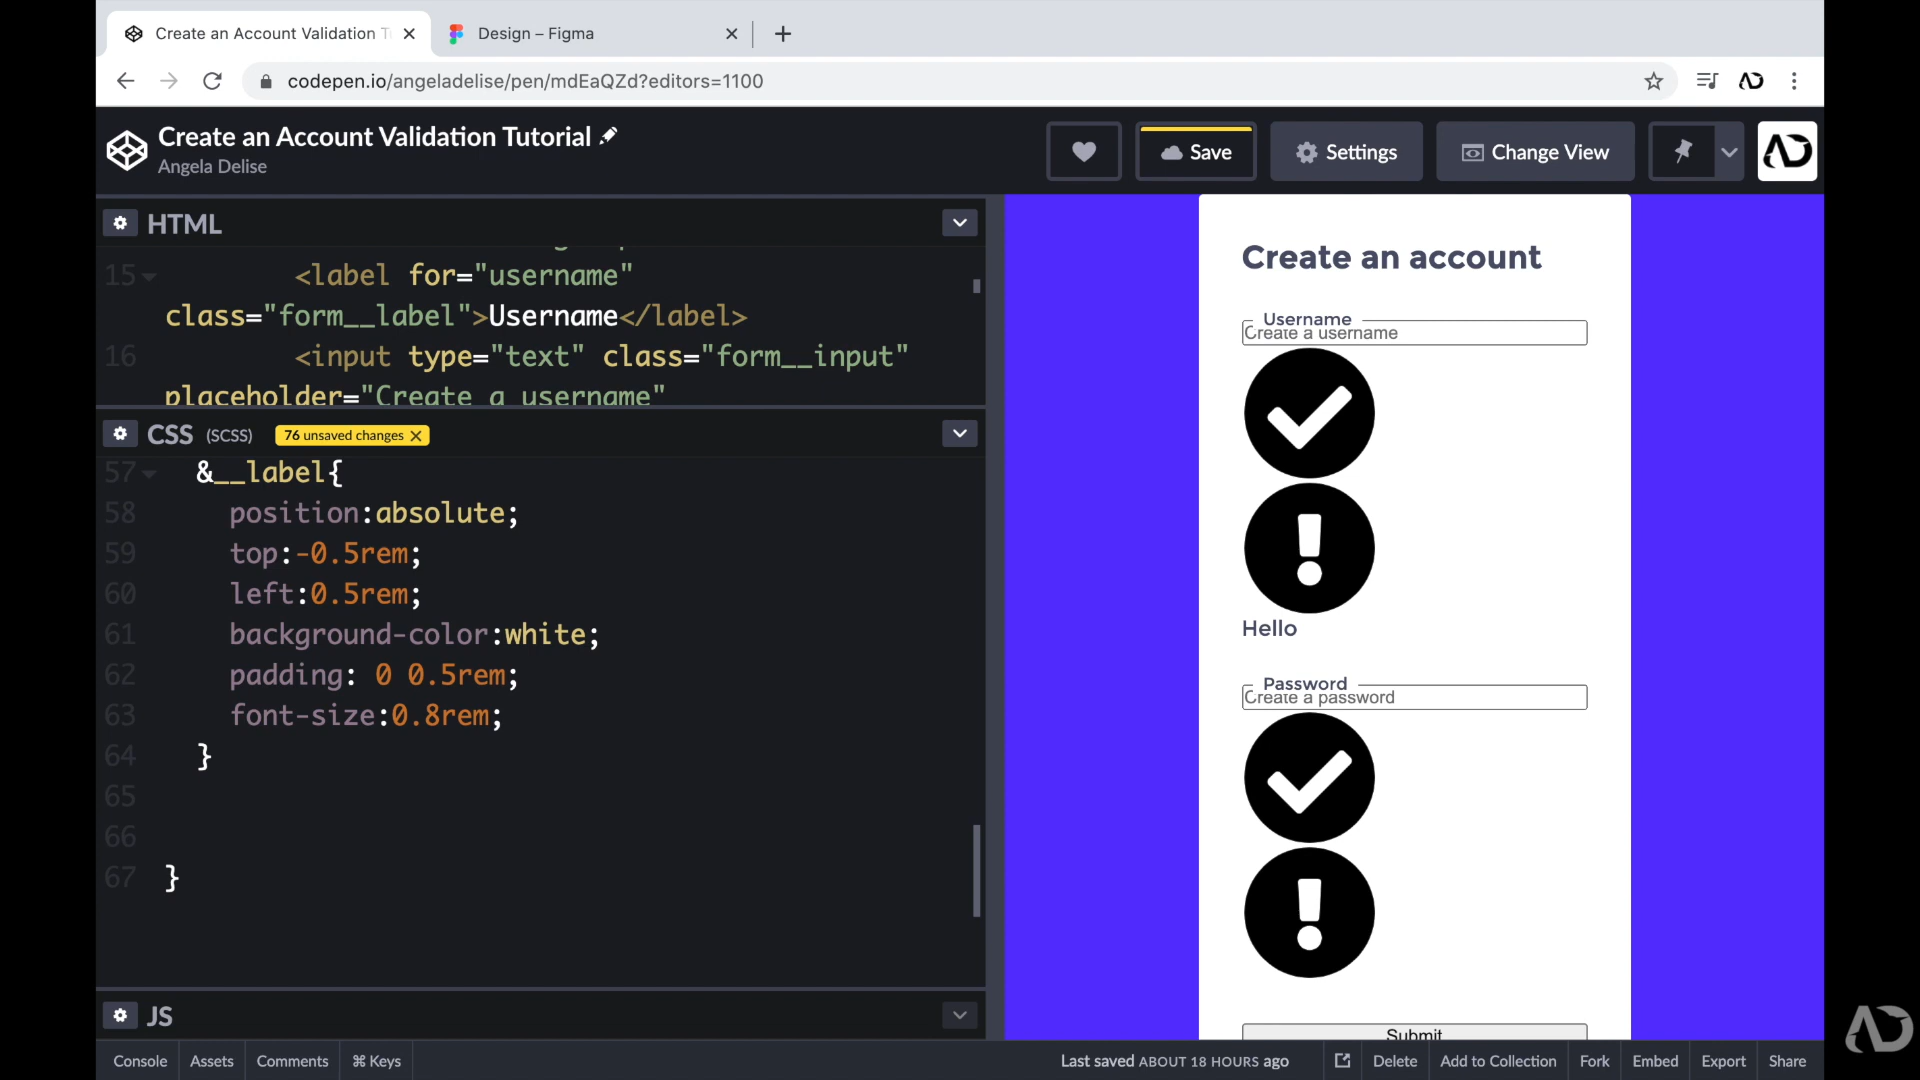 Create an Account Validation T
Design – Figma
codepen.io/angeladelise/pen/mdEaQZd?editors=1100
Create an Account Validation Tutorial
Angela Delise
Save
Settings
Change View
HTML
15 <label for="username"
class="form__label">Username</label>
16 <input type="text" class="form__input"
placeholder="Create a username"
CSS (SCSS) 76 unsaved changes
57 &__label{
58 position:absolute;
59 top:-0.5rem;
60 left:0.5rem;
61 background-color:white;
62 padding: 0 0.5rem;
63 font-size:0.8rem;
64 }
65
66
67 }
JS
Create an account
Username
Create a username
Hello
Password
Create a password
Submit
Console
Assets
Comments
⌘ Keys
Last saved ABOUT 18 HOURS ago
Delete
Add to Collection
Fork
Embed
Export
Share